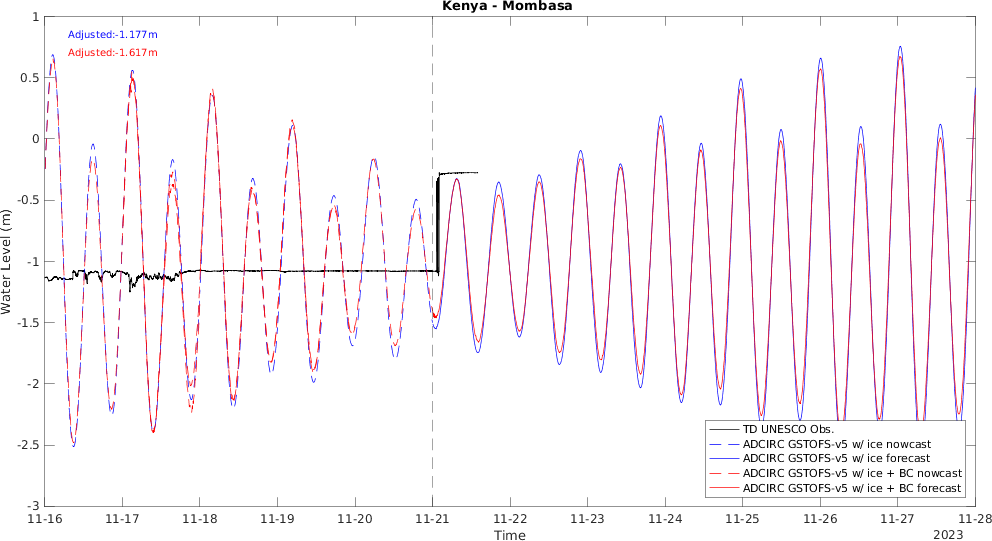 Kenya - Mombasa
Adjusted:-1.177m
Adjusted:-1.617m
1
0.5
0
-0.5
-1
-1.5
-2
-2.5
-3
Water Level (m)
TD UNESCO Obs.
ADCIRC GSTOFS-v5 w/ ice nowcast
ADCIRC GSTOFS-v5 w/ ice forecast
ADCIRC GSTOFS-v5 w/ ice + BC nowcast
ADCIRC GSTOFS-v5 w/ ice + BC forecast
11-16 11-17 11-18 11-19 11-20 11-21 11-22 11-23 11-24 11-25 11-26 11-27 11-28
Time
2023